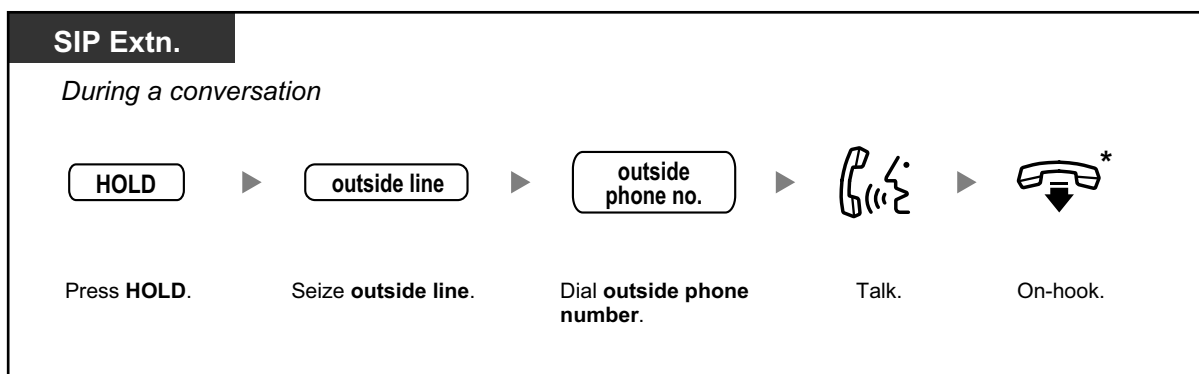 SIP Extn.
During a conversation
HOLD
outside line
outside
phone no.
*
Press HOLD.
Seize outside line.
Dial outside phone
number.
Talk.
On-hook.